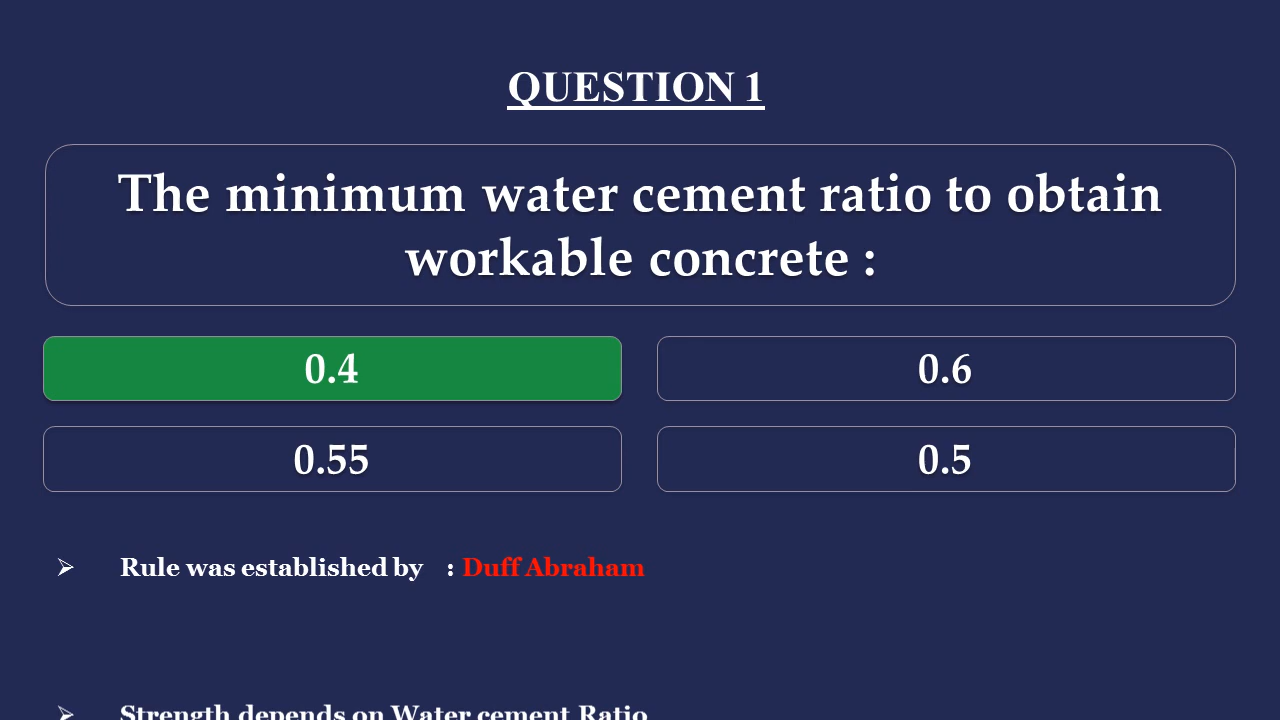 QUESTION 1
The minimum water cement ratio to obtain
workable concrete :
0.4
0.6
0.55
0.5
➢ Rule was established by : Duff Abraham
➢ Strength depends on Water cement Ratio